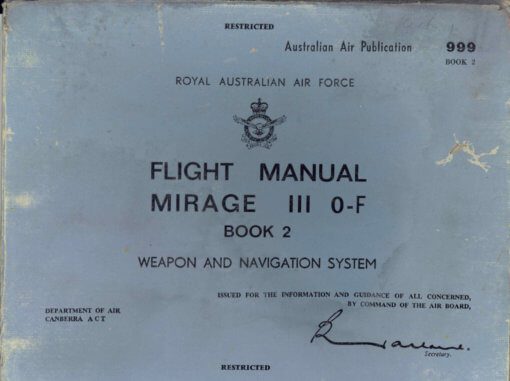 RESTRICTED
Australian Air Publication 999
BOOK 2
ROYAL AUSTRALIAN AIR FORCE
FLIGHT MANUAL
MIRAGE III O-F
BOOK 2
WEAPON AND NAVIGATION SYSTEM
ISSUED FOR THE INFORMATION AND GUIDANCE OF ALL CONCERNED,
BY COMMAND OF THE AIR BOARD,
DEPARTMENT OF AIR
CANBERRA A C T
Secretary.
RESTRICTED